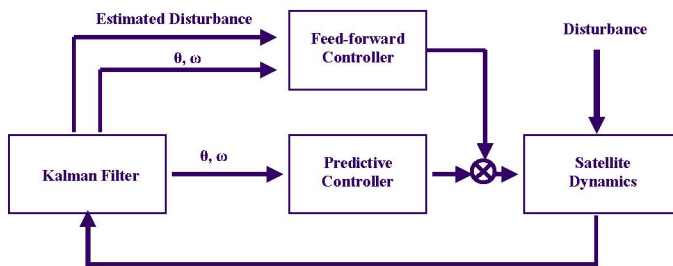 Estimated Disturbance
Feed-forward
Controller
Disturbance
θ, ω
Kalman Filter
θ, ω
Predictive
Controller
Satellite
Dynamics